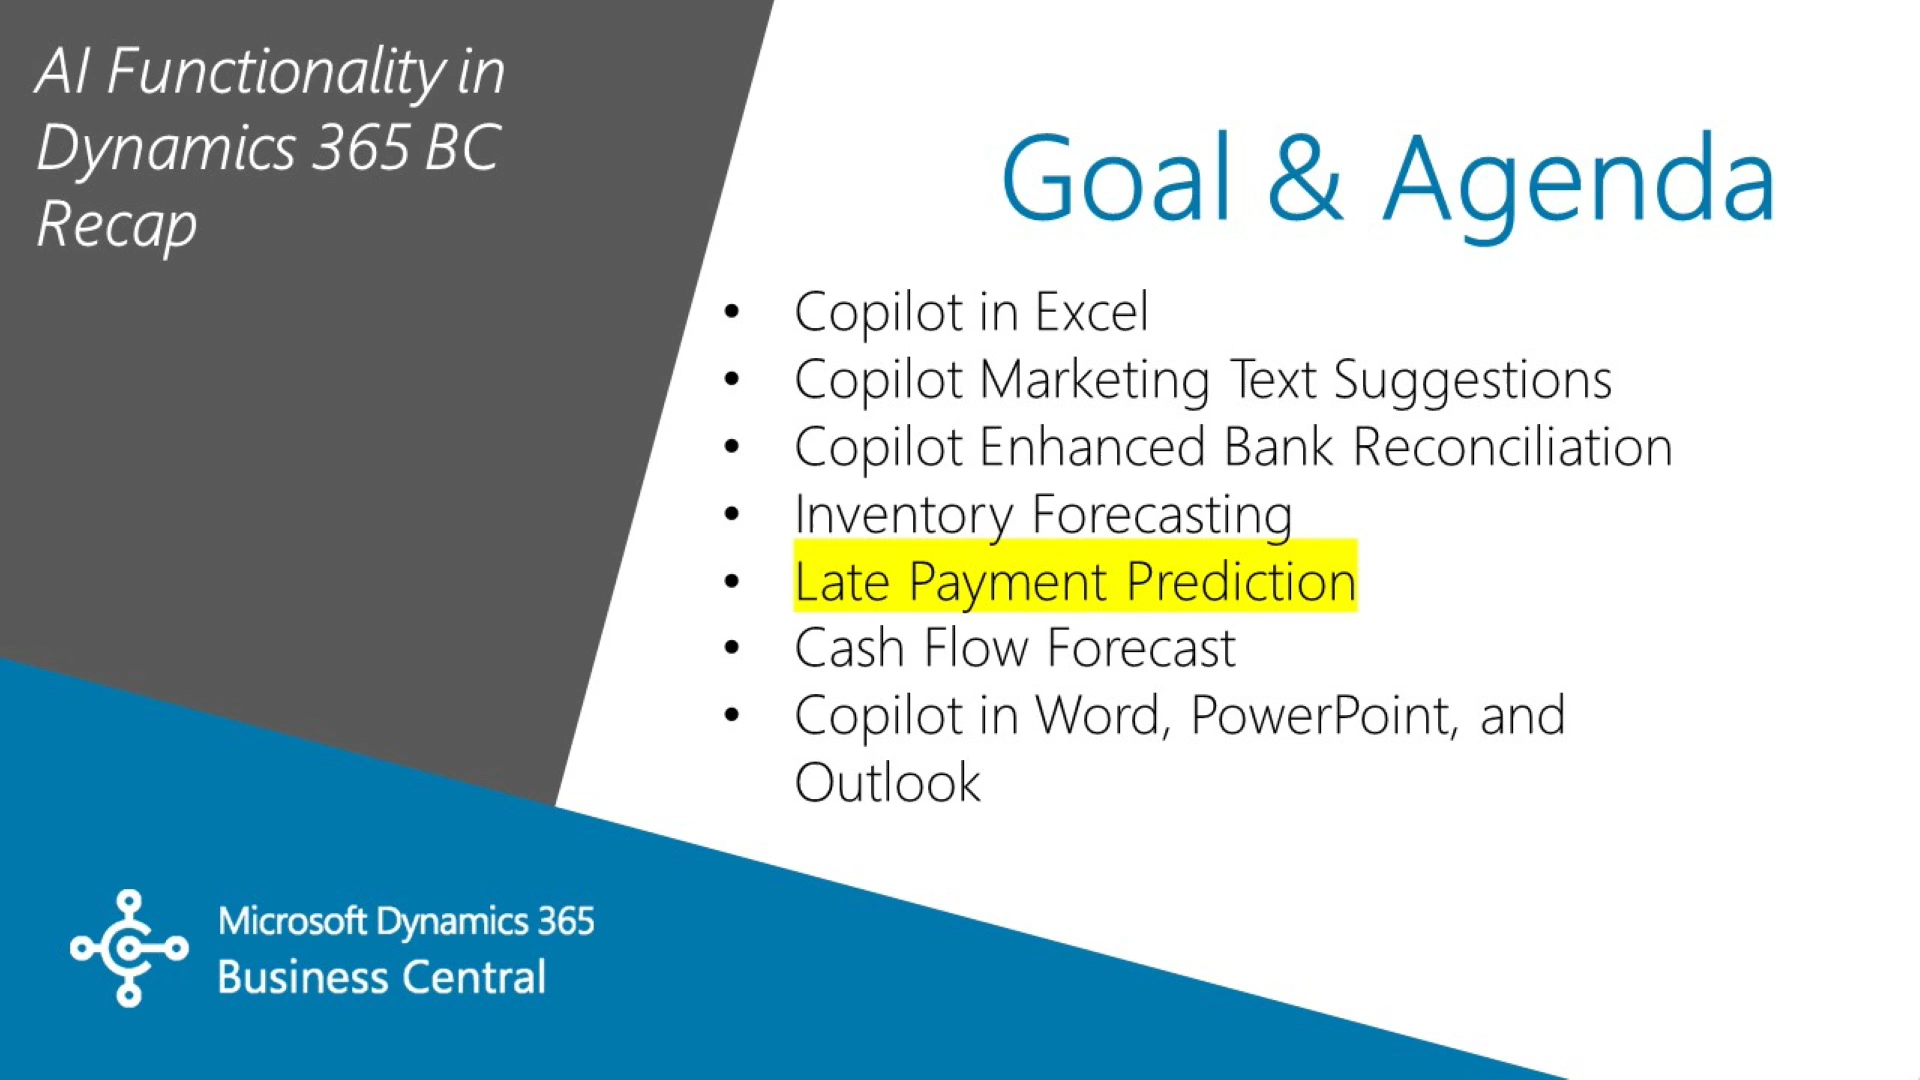 AI Functionality in
Dynamics 365 BC
Recap
Goal & Agenda
• Copilot in Excel
• Copilot Marketing Text Suggestions
• Copilot Enhanced Bank Reconciliation
• Inventory Forecasting
• Late Payment Prediction
• Cash Flow Forecast
• Copilot in Word, PowerPoint, and
Outlook
Microsoft Dynamics 365
Business Central